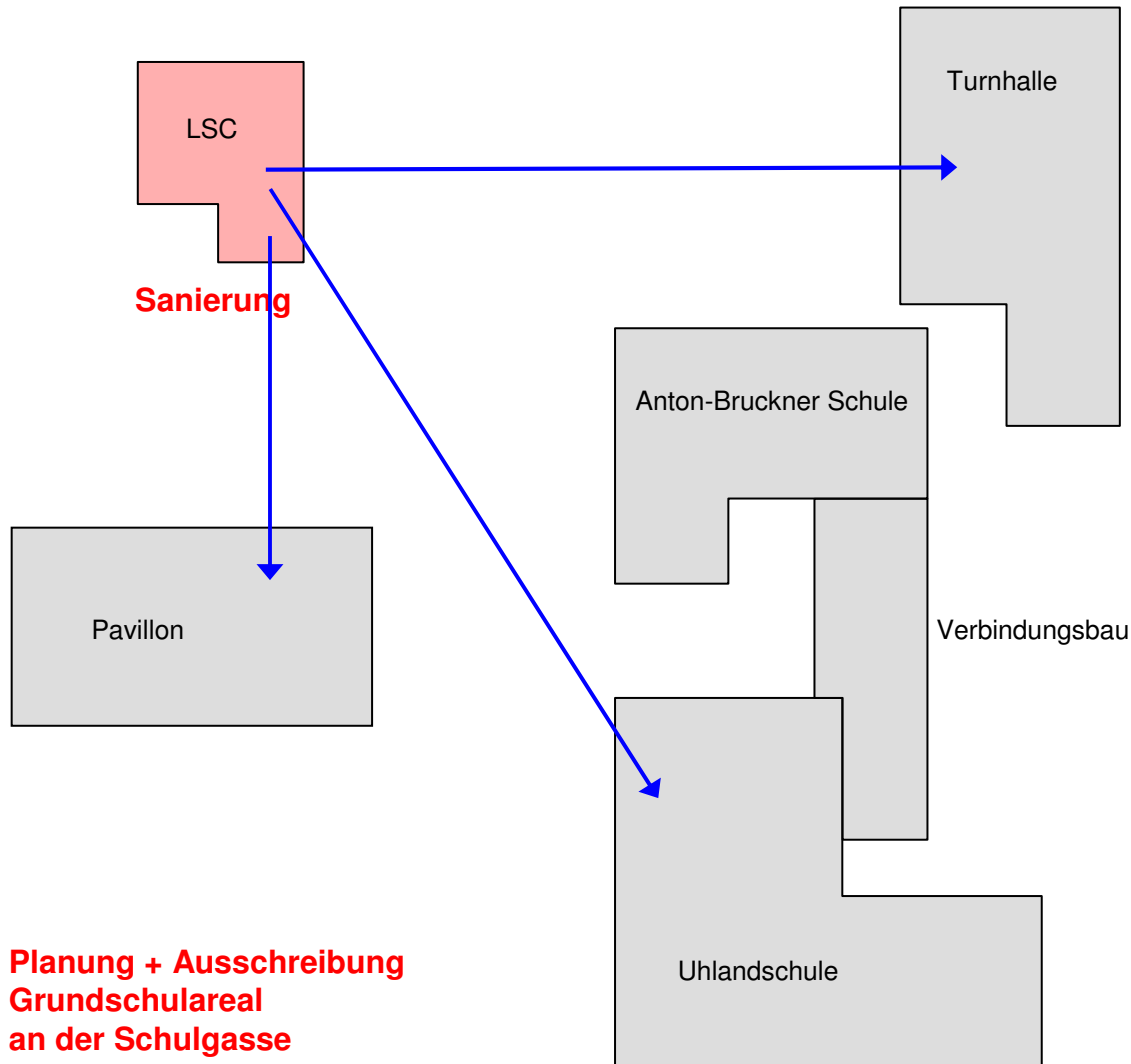 Turnhalle
LSC
Sanierung
Anton-Bruckner Schule
Pavillon
Verbindungsbau
Planung + Ausschreibung
Grundschulareal
an der Schulgasse
Uhlandschule